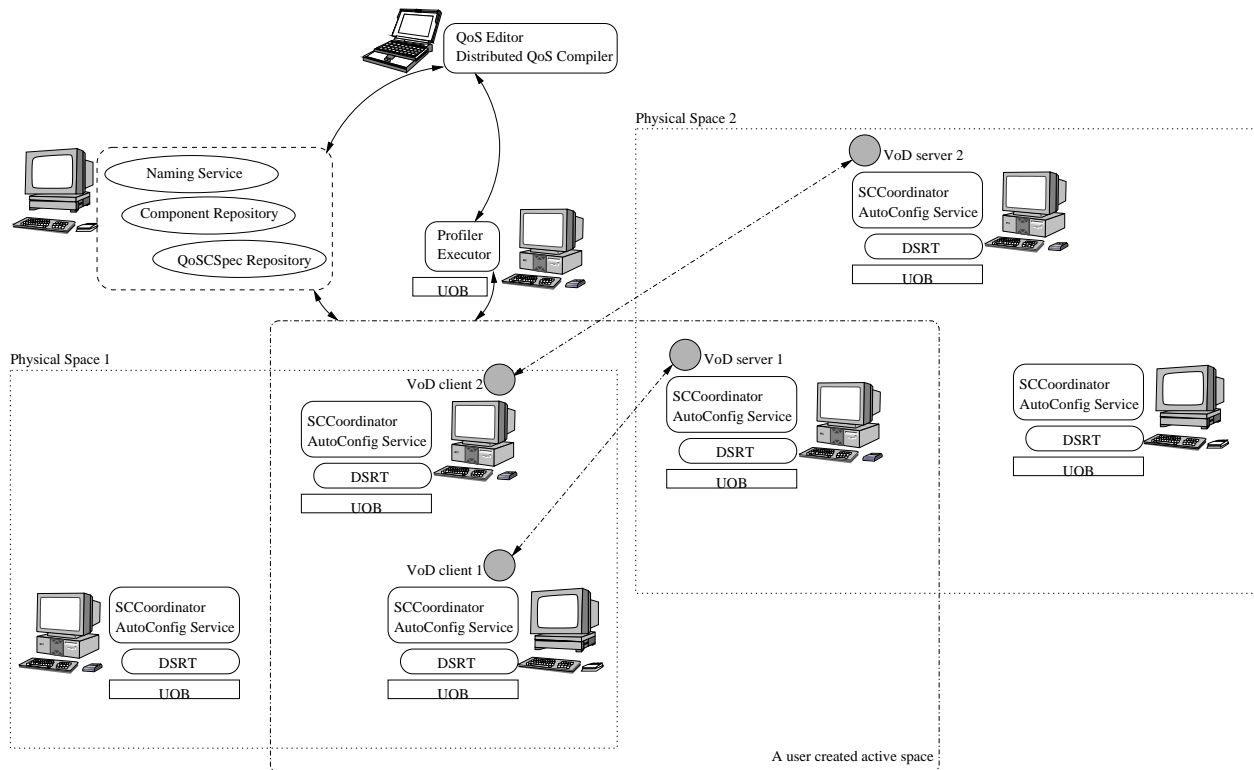 QoS Editor
Distributed QoS Compiler
Physical Space 2
VoD server 2
Naming Service
SCCoordinator
AutoConfig Service
Component Repository
Profiler
Executor
DSRT
QoSCSpec Repository
UOB
UOB
Physical Space 1
VoD server 1
VoD client 2
SCCoordinator
AutoConfig Service
SCCoordinator
AutoConfig Service
SCCoordinator
AutoConfig Service
DSRT
DSRT
DSRT
UOB
UOB
UOB
VoD client 1
SCCoordinator
AutoConfig Service
SCCoordinator
AutoConfig Service
DSRT
DSRT
UOB
UOB
A user created active space